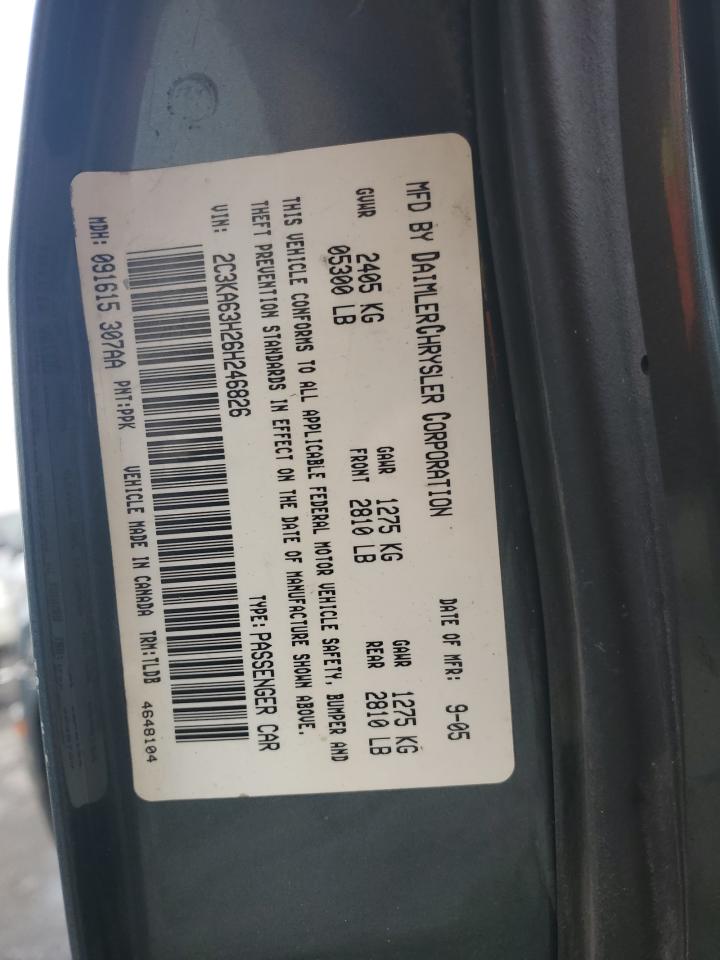 MFD BY DAIMLERCHRYSLER CORPORATION DATE OF MFR: 9-05
GVWR 2405 KG GAWR 1275 KG GAWR 1275 KG
05300 LB FRONT 2810 LB REAR 2810 LB
THIS VEHICLE CONFORMS TO ALL APPLICABLE FEDERAL MOTOR VEHICLE SAFETY, BUMPER AND
THEFT PREVENTION STANDARDS IN EFFECT ON THE DATE OF MANUFACTURE SHOWN ABOVE.
VIN: 2C3KA63H26H246826 TYPE: PASSENGER CAR
MDH: 091615 307AA PNT:PPK VEHICLE MADE IN CANADA TRM:TLDB 4648104